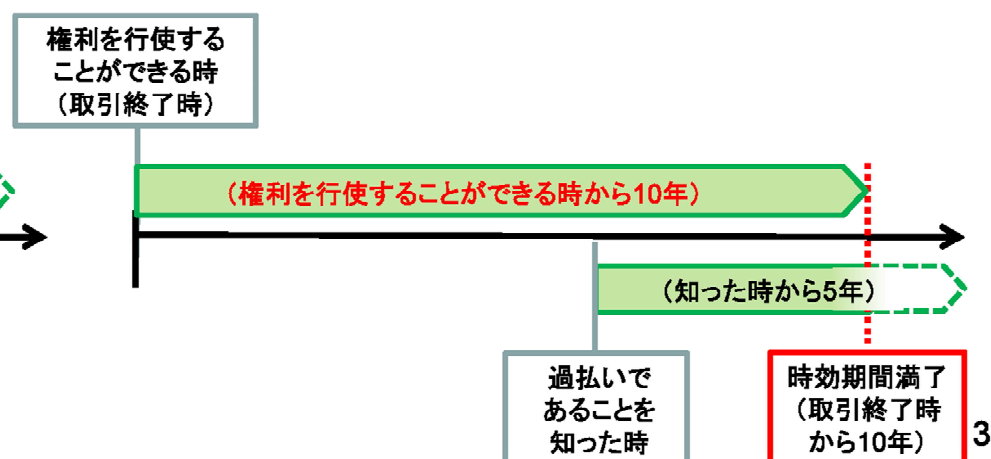 権利を行使する
ことができる時
（取引終了時）
（権利を行使することができる時から10年）
（知った時から5年）
過払いで
あることを
知った時
時効期間満了
（取引終了時
から10年）
3